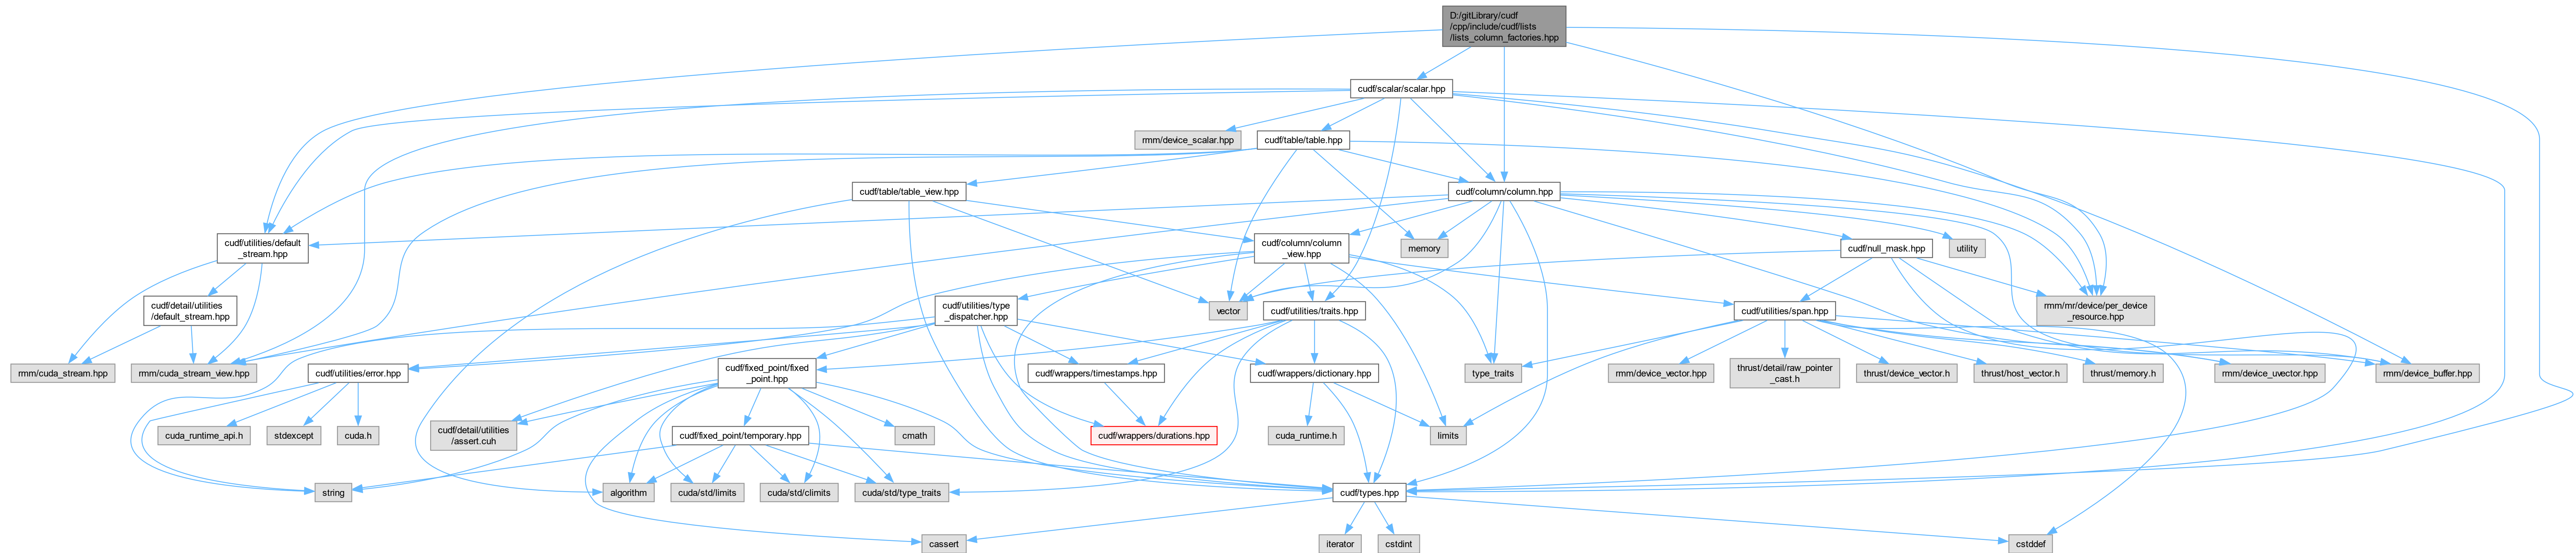 D:/gitLibrary/cudf
/cpp/include/cudf/lists
/lists_column_factories.hpp
cudf/scalar/scalar.hpp
rmm/device_scalar.hpp
cudf/table/table.hpp
cudf/table/table_view.hpp
cudf/column/column.hpp
cudf/utilities/default
_stream.hpp
cudf/column/column
_view.hpp
memory
cudf/null_mask.hpp
utility
cudf/detail/utilities
/default_stream.hpp
cudf/utilities/type
_dispatcher.hpp
vector
cudf/utilities/traits.hpp
cudf/utilities/span.hpp
rmm/mr/device/per_device
_resource.hpp
rmm/cuda_stream.hpp
rmm/cuda_stream_view.hpp
cudf/utilities/error.hpp
cudf/fixed_point/fixed
_point.hpp
cudf/wrappers/timestamps.hpp
cudf/wrappers/dictionary.hpp
type_traits
rmm/device_vector.hpp
thrust/detail/raw_pointer
_cast.h
thrust/device_vector.h
thrust/host_vector.h
thrust/memory.h
rmm/device_uvector.hpp
rmm/device_buffer.hpp
cuda_runtime_api.h
stdexcept
cuda.h
cudf/detail/utilities
/assert.cuh
cudf/fixed_point/temporary.hpp
cmath
cudf/wrappers/durations.hpp
cuda_runtime.h
limits
string
algorithm
cuda/std/limits
cuda/std/climits
cuda/std/type_traits
cudf/types.hpp
cassert
iterator
cstdint
cstddef